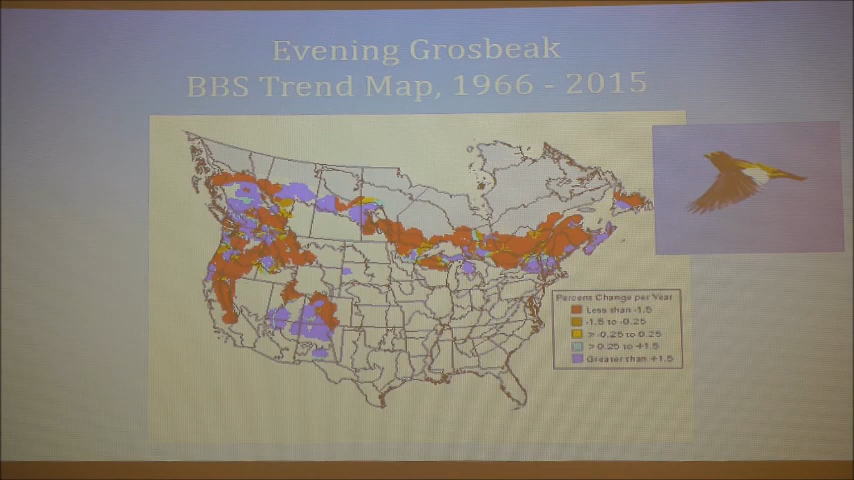 Evening Grosbeak
BBS Trend Map, 1966 - 2015
Percent Change per Year
Less than -1.5
-1.5 to -0.25
> -0.25 to 0.25
> 0.25 to +1.5
Greater than +1.5